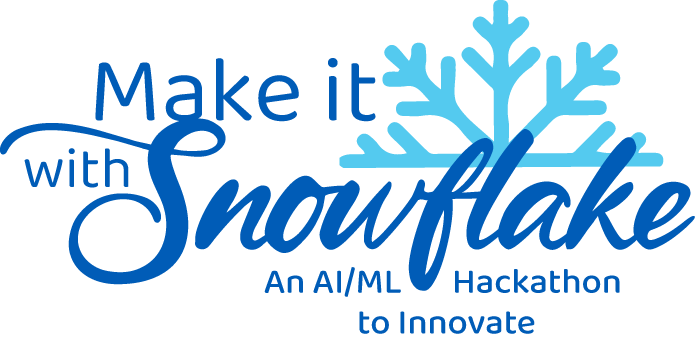 Make it
with Snowflake
An AI/ML Hackathon
to Innovate